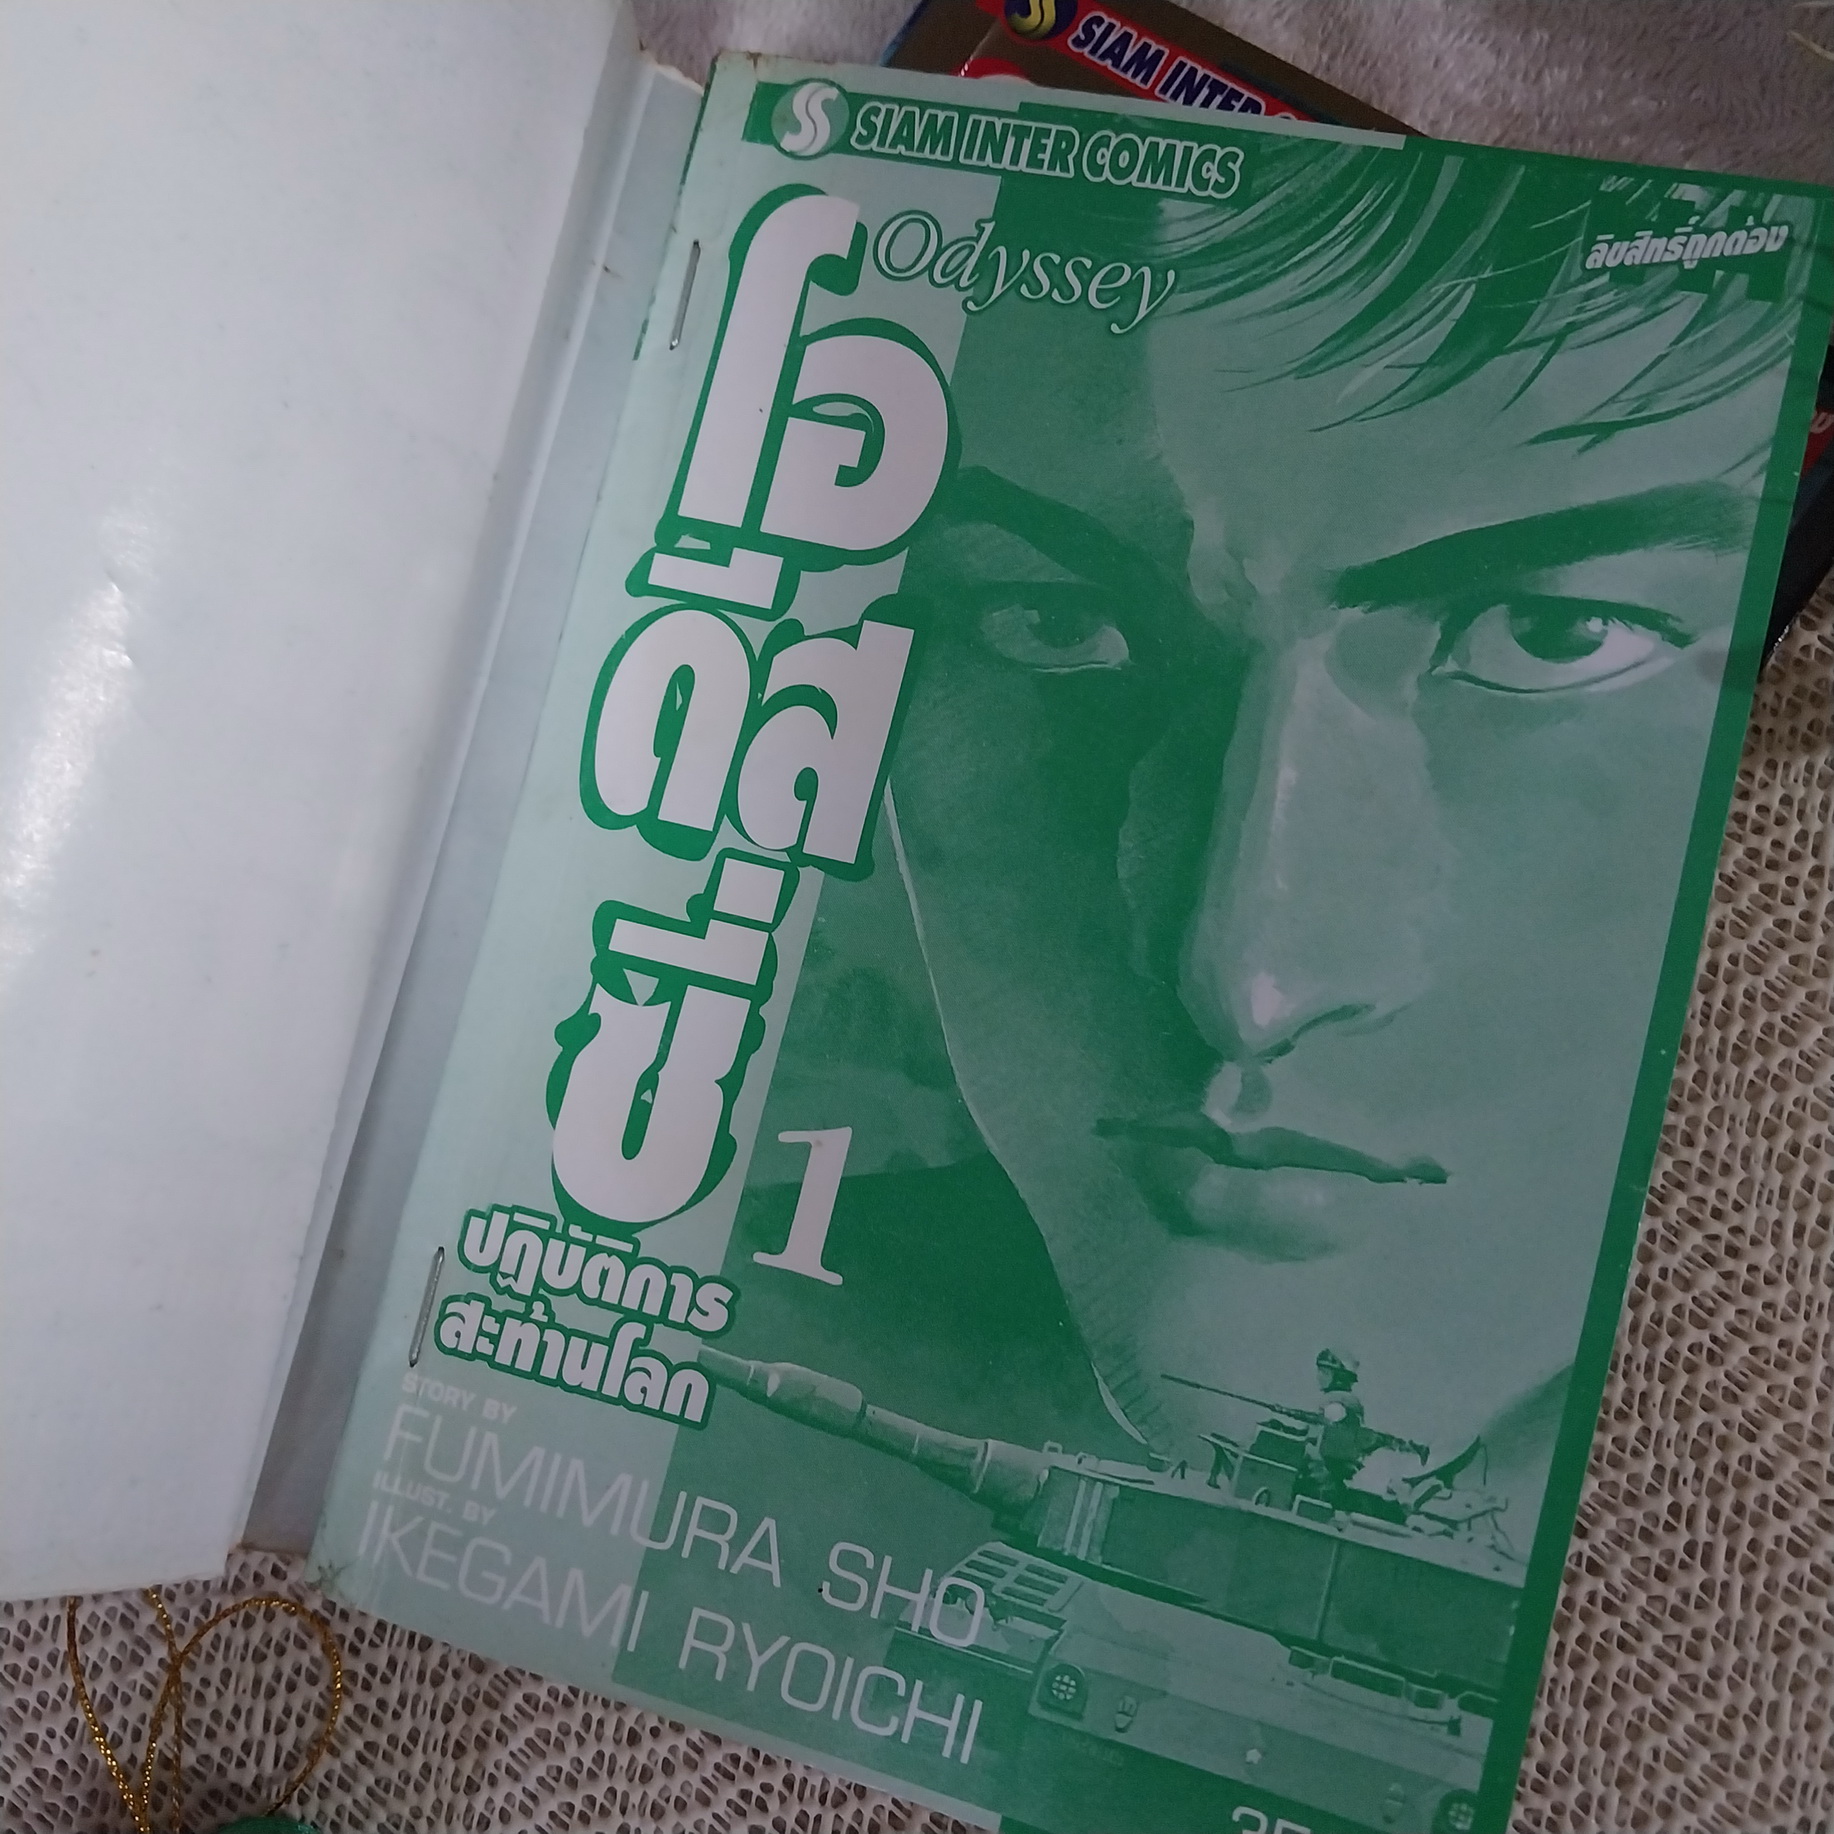 SIAM INTER
SIAM INTER COMICS
ลิขสิทธิ์ถูกต้อง
Odyssey
โอ
ดิส
ซี
1
ปฏิบัติการ
สะท้านโลก
STORY BY
FUMIMURA SHO
ILLUST. BY
IKEGAMI RYOICHI